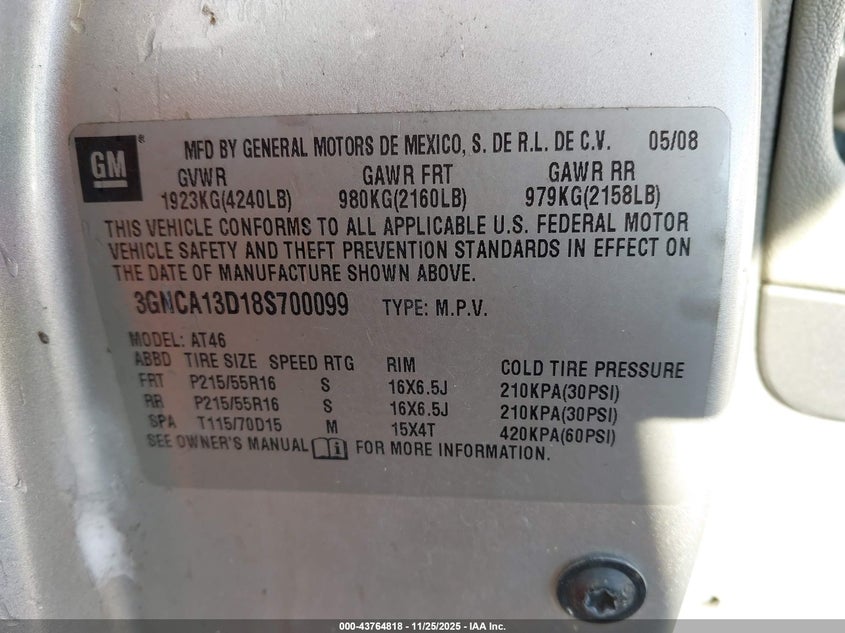 GM ® MFD BY GENERAL MOTORS DE MEXICO, S. DE R.L. DE C.V. 05/08
GVWR GAWR FRT GAWR RR
1923KG(4240LB) 980KG(2160LB) 979KG(2158LB)
THIS VEHICLE CONFORMS TO ALL APPLICABLE U.S. FEDERAL MOTOR
VEHICLE SAFETY AND THEFT PREVENTION STANDARDS IN EFFECT ON
THE DATE OF MANUFACTURE SHOWN ABOVE.
3GNCA13D18S700099 TYPE: M.P.V.
MODEL: AT46
ABBD TIRE SIZE SPEED RTG RIM COLD TIRE PRESSURE
FRT P215/55R16 S 16X6.5J 210KPA(30PSI)
RR P215/55R16 S 16X6.5J 210KPA(30PSI)
SPA T115/70D15 M 15X4T 420KPA(60PSI)
SEE OWNER'S MANUAL i FOR MORE INFORMATION.
000-43764818 - 11/25/2025 - IAA Inc.